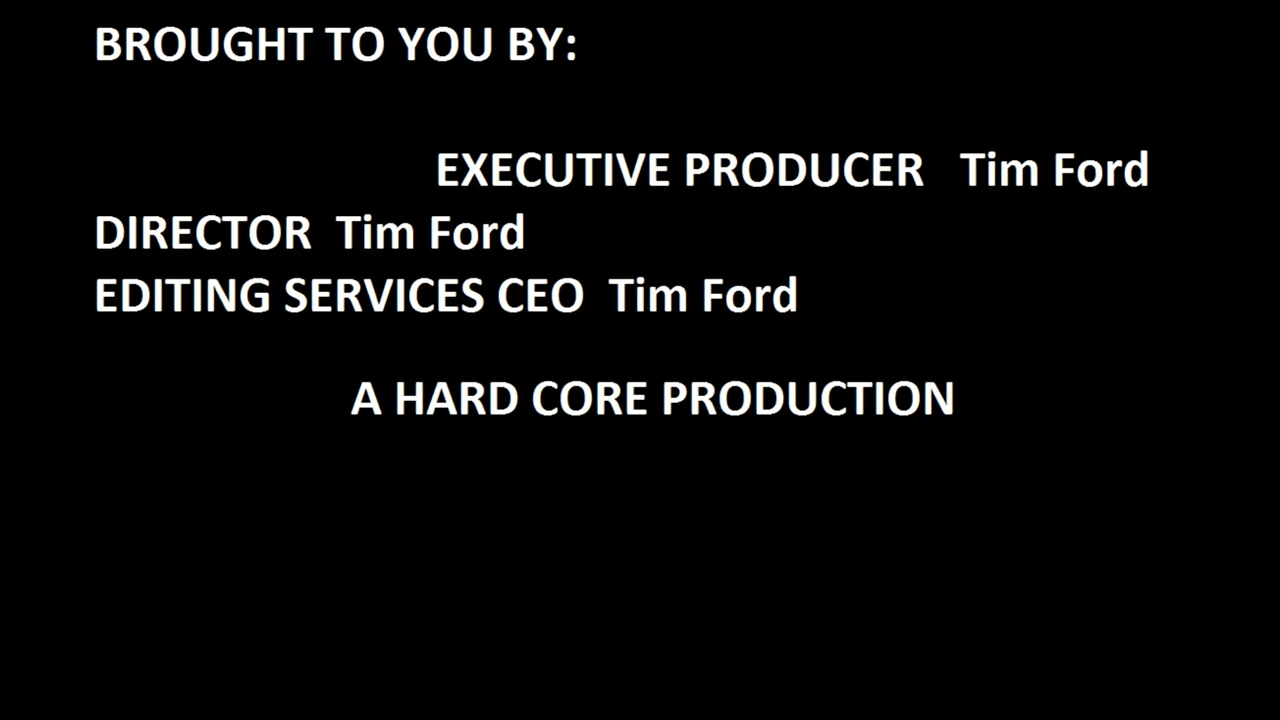 BROUGHT TO YOU BY:
EXECUTIVE PRODUCER Tim Ford
DIRECTOR Tim Ford
EDITING SERVICES CEO Tim Ford
A HARD CORE PRODUCTION